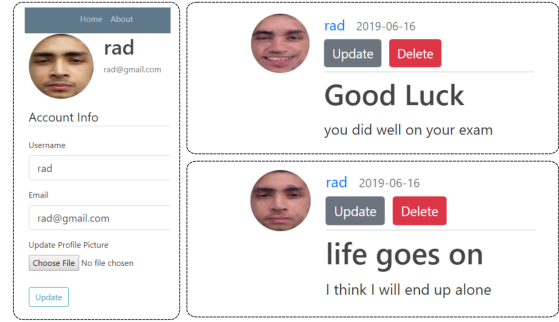 Home About
rad
rad@gmail.com
Account Info
Username
rad
Email
rad@gmail.com
Update Profile Picture
Choose File No file chosen
Update
rad 2019-06-16
Update Delete
Good Luck
you did well on your exam
rad 2019-06-16
Update Delete
life goes on
I think I will end up alone